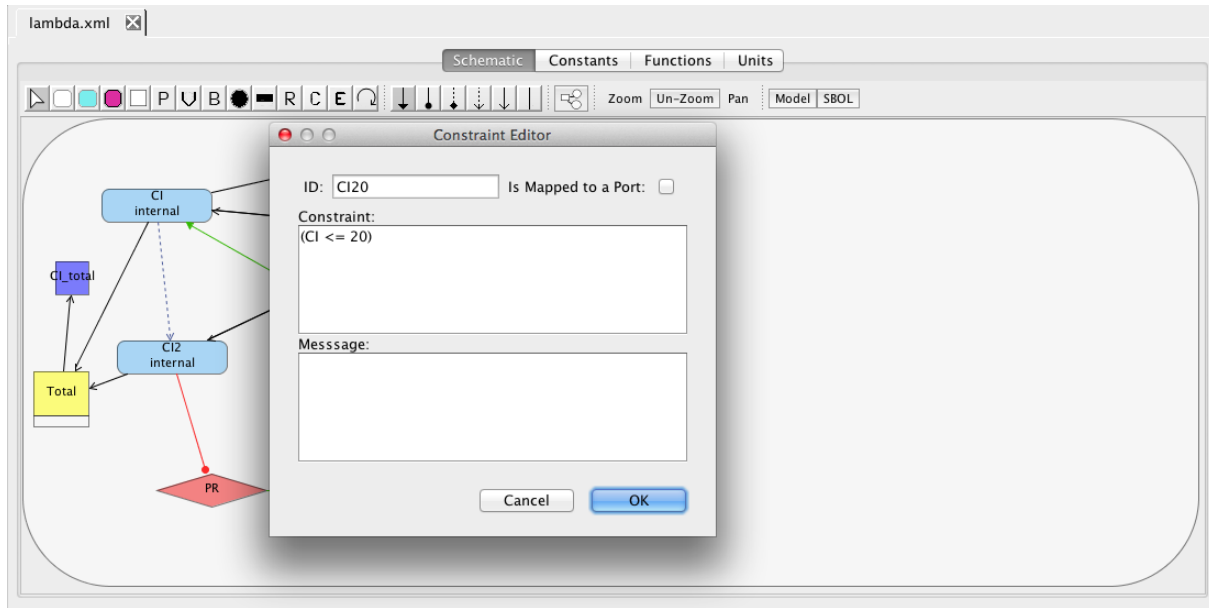 lambda.xml
Schematic Constants Functions Units
P U B R C E Zoom Un-Zoom Pan Model SBOL
Constraint Editor
ID: CI20 Is Mapped to a Port:
Constraint:
(CI <= 20)
Messsage:
Cancel OK
CI
internal
CI_total
CI2
internal
Total
PR